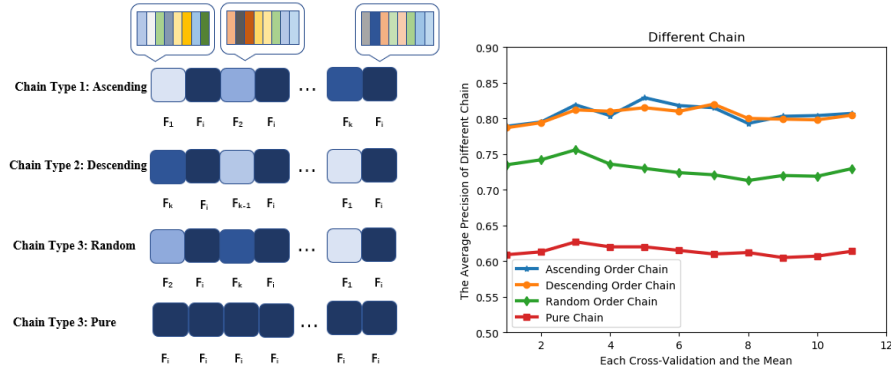 Chain Type 1: Ascending
F1 Fi F2 Fi ... Fk Fi
Chain Type 2: Descending
Fk Fi Fk-1 Fi ... F1 Fi
Chain Type 3: Random
F2 Fi Fk Fi ... F1 Fi
Chain Type 3: Pure
Fi Fi Fi Fi ... Fi Fi
Different Chain
The Average Precision of Different Chain
0.90
0.85
0.80
0.75
0.70
0.65
0.60
0.55
0.50
Ascending Order Chain
Descending Order Chain
Random Order Chain
Pure Chain
2 4 6 8 10 12
Each Cross-Validation and the Mean